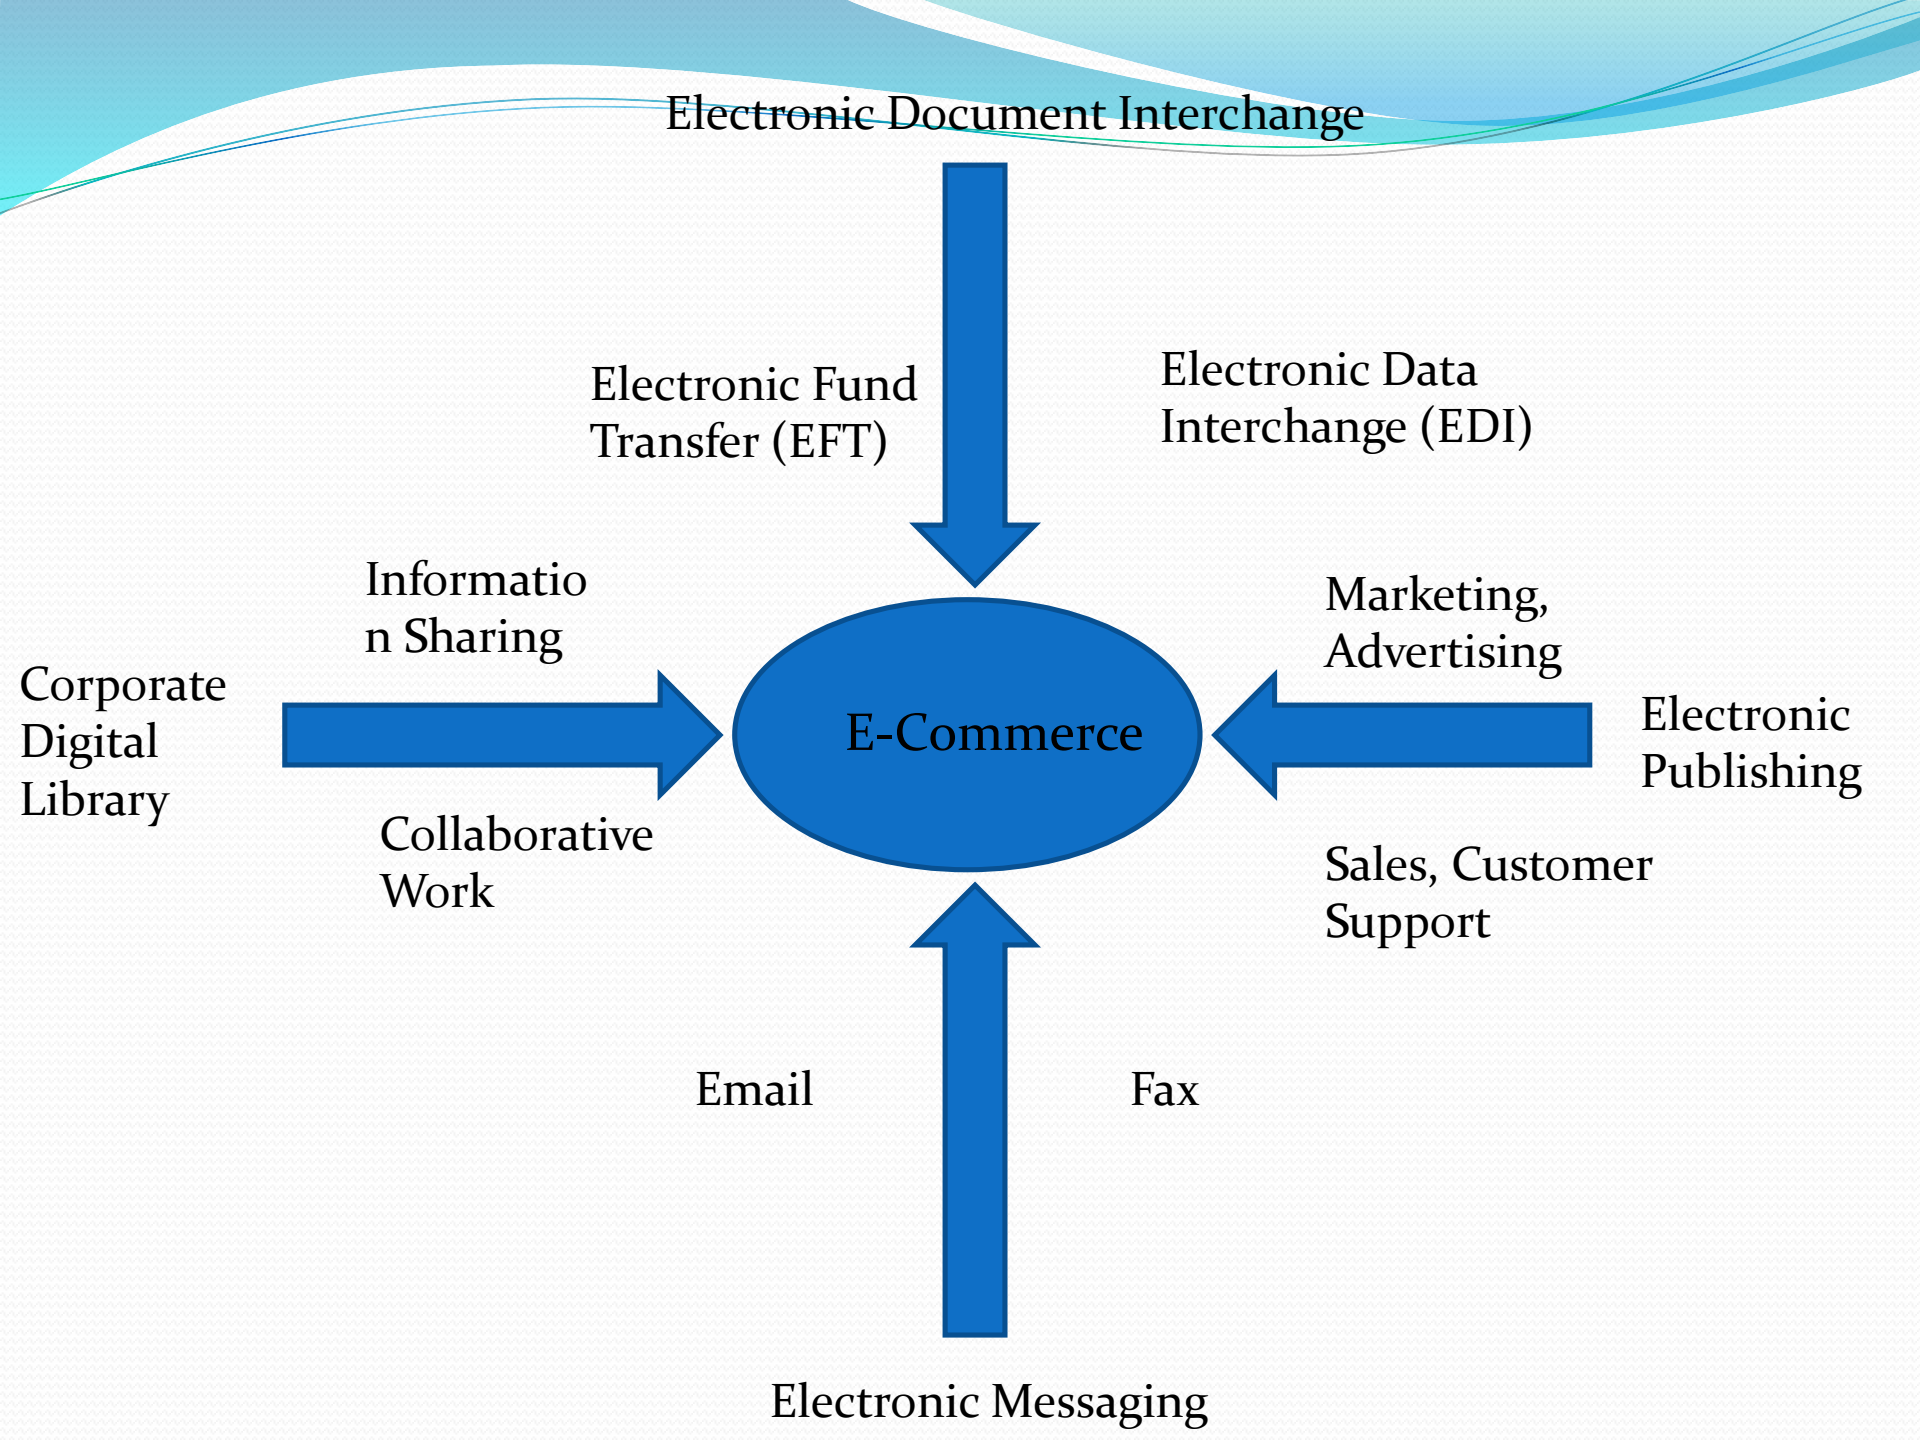 Electronic Document Interchange
Electronic Fund
Transfer (EFT)
Electronic Data
Interchange (EDI)
Informatio
n Sharing
Marketing,
Advertising
Corporate
Digital
Library
E-Commerce
Electronic
Publishing
Collaborative
Work
Sales, Customer
Support
Email
Fax
Electronic Messaging